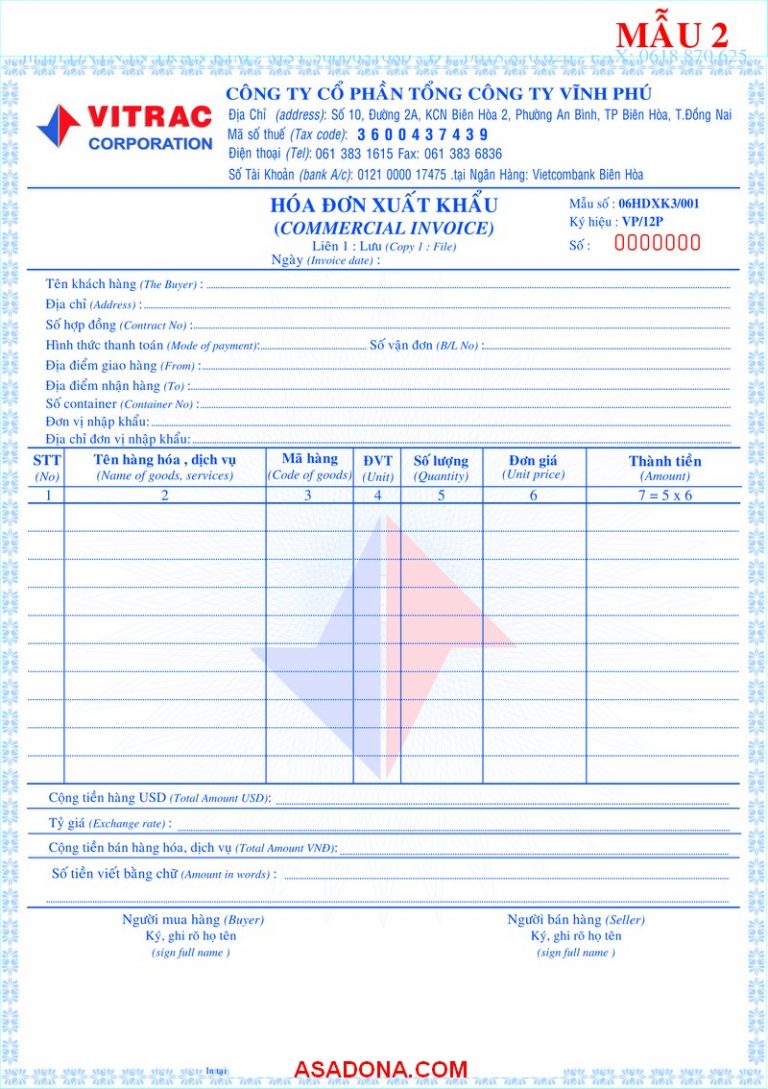 MẪU 2
VITRAC
CORPORATION
CÔNG TY CỔ PHẦN TỔNG CÔNG TY VĨNH PHÚ
Địa Chỉ (address): Số 10, Đường 2A, KCN Biên Hòa 2, Phường An Bình, TP Biên Hòa, T.Đồng Nai
Mã số thuế (Tax code): 3 6 0 0 4 3 7 4 3 9
Điện thoại (Tel): 061 383 1615 Fax: 061 383 6836
Số Tài Khoản (bank A/c): 0121 0000 17475 .tại Ngân Hàng: Vietcombank Biên Hòa
HÓA ĐƠN XUẤT KHẨU
(COMMERCIAL INVOICE)
Liên 1 : Lưu (Copy 1 : File)
Ngày (Invoice date) :
Mẫu số : 06HDXK3/001
Ký hiệu : VP/12P
Số : 0000000
Tên khách hàng (The Buyer) :
Địa chỉ (Address) :
Số hợp đồng (Contract No) :
Hình thức thanh toán (Mode of payment): Số vận đơn (B/L No) :
Địa điểm giao hàng (From) :
Địa điểm nhận hàng (To) :
Số container (Container No) :
Đơn vị nhập khẩu:
Địa chỉ đơn vị nhập khẩu:
STT Tên hàng hóa , dịch vụ Mã hàng ĐVT Số lượng Đơn giá Thành tiền
(No) (Name of goods, services) (Code of goods) (Unit) (Quantity) (Unit price) (Amount)
1 2 3 4 5 6 7 = 5 x 6
Cộng tiền hàng USD (Total Amount USD):
Tỷ giá (Exchange rate) :
Cộng tiền bán hàng hóa, dịch vụ (Total Amount VNĐ):
Số tiền viết bằng chữ (Amount in words) :
Người mua hàng (Buyer) Người bán hàng (Seller)
Ký, ghi rõ họ tên Ký, ghi rõ họ tên
(sign full name ) (sign full name )
In tại
ASADONA.COM